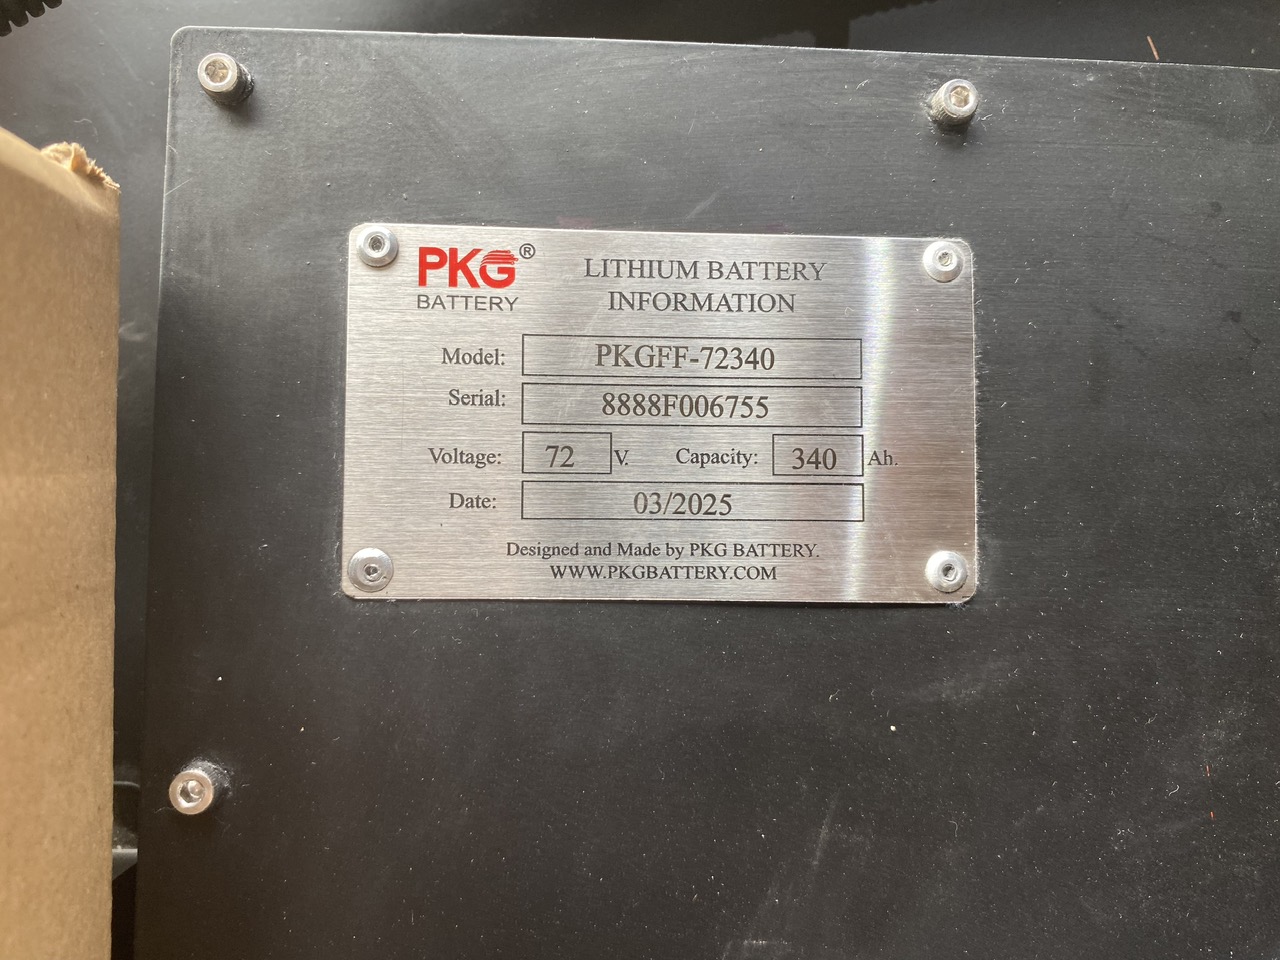 PKG®
BATTERY
LITHIUM BATTERY
INFORMATION
Model: PKGFF-72340
Serial: 8888F006755
Voltage: 72 V. Capacity: 340 Ah.
Date: 03/2025
Designed and Made by PKG BATTERY.
WWW.PKGBATTERY.COM